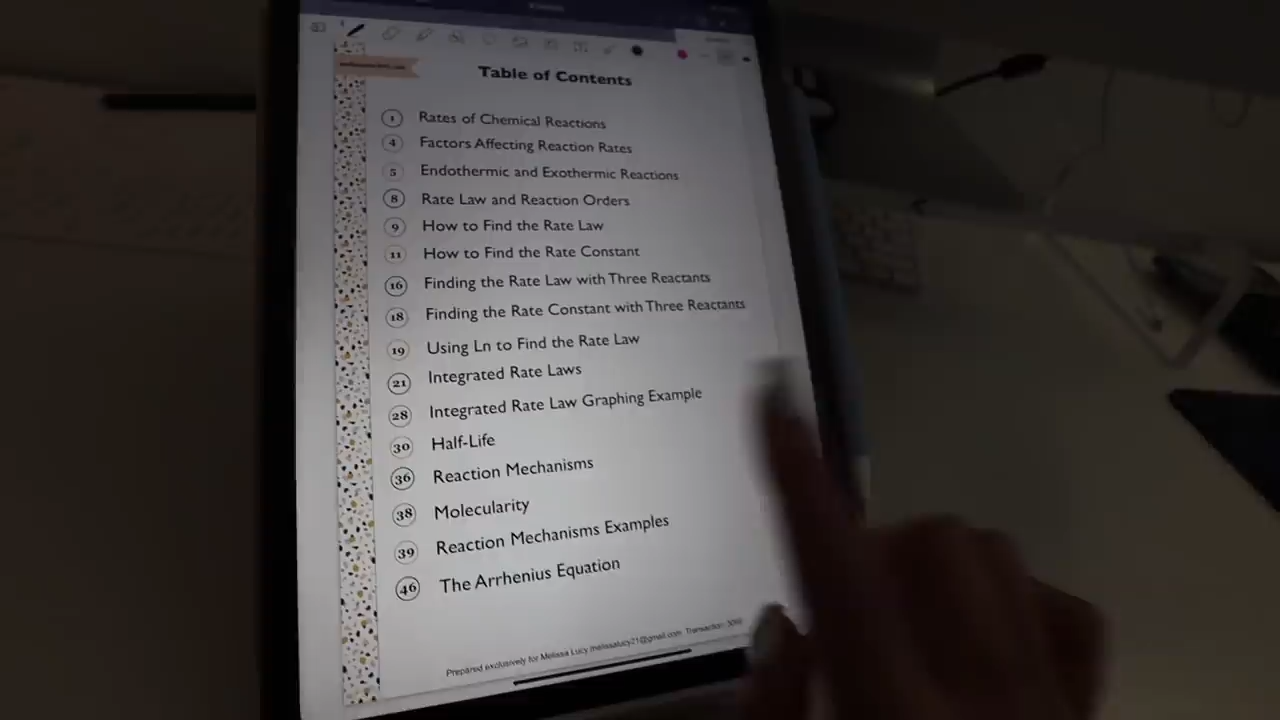 Table of Contents
1 Rates of Chemical Reactions
4 Factors Affecting Reaction Rates
5 Endothermic and Exothermic Reactions
8 Rate Law and Reaction Orders
9 How to Find the Rate Law
11 How to Find the Rate Constant
16 Finding the Rate Law with Three Reactants
18 Finding the Rate Constant with Three Reactants
19 Using Ln to Find the Rate Law
21 Integrated Rate Laws
28 Integrated Rate Law Graphing Example
30 Half-Life
36 Reaction Mechanisms
38 Molecularity
39 Reaction Mechanisms Examples
46 The Arrhenius Equation
Prepared exclusively for Melissa Lucy melissalucy21@gmail.com Transaction: